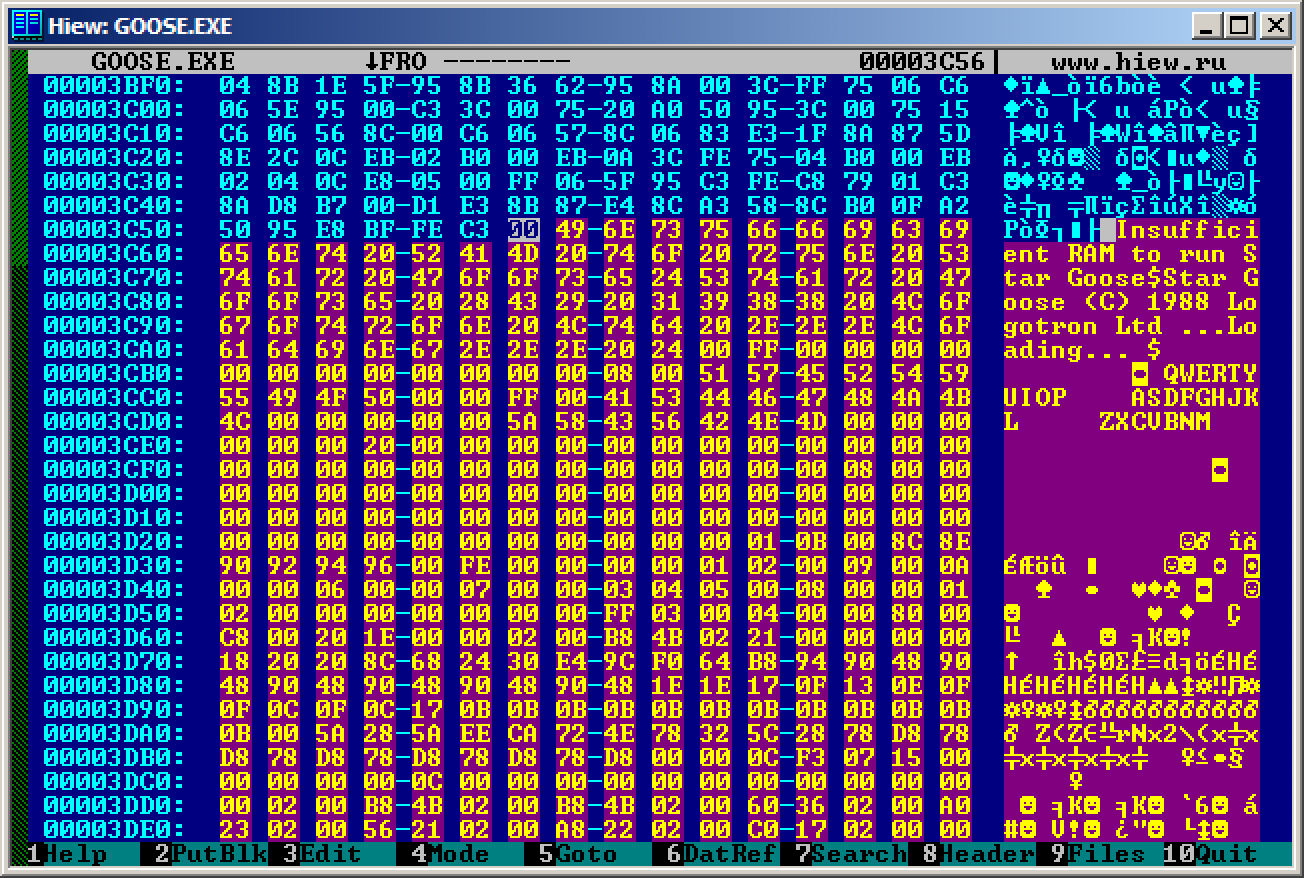 Hiew: GOOSE.EXE
GOOSE.EXE ↓FRO -------- 00003C56 www.hiew.ru
00003BF0: 04 8B 1E 5F-95 8B 36 62-95 8A 00 3C-FF 75 06 C6 ♦ï▲_òï6bòè < u♠╞
00003C00: 06 5E 95 00-C3 3C 00 75-20 A0 50 95-3C 00 75 15 ♠^ò ├< u áPò< u§
00003C10: C6 06 56 8C-00 C6 06 57-8C 06 83 E3-1F 8A 87 5D ╞♠Vî ╞♠Wî♠âπ▼èç]
00003C20: 8E 2C 0C EB-02 B0 00 EB-0A 3C FE 75-04 B0 00 EB Ä,♀δ☻░ δ◙<■u♦░ δ
00003C30: 02 04 0C E8-05 00 FF 06-5F 95 C3 FE-C8 79 01 C3 ☻♦♀Φ♣ ♠_ò├■╚y☺├
00003C40: 8A D8 B7 00-D1 E3 8B 87-E4 8C A3 58-8C B0 0F A2 è╪╖ ╤πïçΣîúXî░☼ó
00003C50: 50 95 E8 BF-FE C3 00 49-6E 73 75 66-66 69 63 69 PòΦ┐■├ Insuffici
00003C60: 65 6E 74 20-52 41 4D 20-74 6F 20 72-75 6E 20 53 ent RAM to run S
00003C70: 74 61 72 20-47 6F 6F 73-65 24 53 74-61 72 20 47 tar Goose$Star G
00003C80: 6F 6F 73 65-20 28 43 29-20 31 39 38-38 20 4C 6F oose (C) 1988 Lo
00003C90: 67 6F 74 72-6F 6E 20 4C-74 64 20 2E-2E 2E 4C 6F gotron Ltd ...Lo
00003CA0: 61 64 69 6E-67 2E 2E 2E-20 24 00 FF-00 00 00 00 ading... $
00003CB0: 00 00 00 00-00 00 00 08-00 51 57-45 52 54 59 ◘ QWERTY
00003CC0: 55 49 4F 50-00 00 FF 00-41 53 44 46-47 48 4A 4B UIOP ASDFGHJK
00003CD0: 4C 00 00 00-00 00 5A 58-43 56 42 4E-4D 00 00 00 L ZXCVBNM
00003CE0: 00 00 00 20-00 00 00 00-00 00 00 00-00 00 00 00
00003CF0: 00 00 00 00-00 00 00 00-00 00 00 00-00 08 00 00 ◘
00003D00: 00 00 00 00-00 00 00 00-00 00 00 00-00 00 00 00
00003D10: 00 00 00 00-00 00 00 00-00 00 00 00-00 00 00 00
00003D20: 00 00 00 00-00 00 00 00-00 00 00 01-0B 00 8C 8E ☺♂ îÄ
00003D30: 90 92 94 96-00 FE 00 00-00 00 01 02-00 09 00 0A ÉÆöû ■ ☺☻ ○ ◙
00003D40: 00 00 06 00-00 07 00 00-03 04 05 00-08 00 00 01 ♠ • ♥♦♣ ◘ ☺
00003D50: 02 00 00 00-00 00 00 00-FF 03 00 04-00 00 80 00 ☻ ♥ ♦ Ç
00003D60: C8 00 20 1E-00 00 02 00-B8 4B 02 21-00 00 00 00 ╚ ▲ ☻ ╕K☻!
00003D70: 18 20 20 8C-68 24 30 E4-9C F0 64 B8-94 90 48 90 ↑ îh$0Σ£≡d╕öÉHÉ
00003D80: 48 90 48 90-48 90 48 90-48 1E 1E 17-0F 13 0E 0F HÉHÉHÉHÉH▲▲↨☼‼♫☼
00003D90: 0F 0C 0F 0C-17 0B 0B 0B-0B 0B 0B 0B-0B 0B 0B 0B ☼♀☼♀↨♂♂♂♂♂♂♂♂♂♂♂
00003DA0: 0B 00 5A 28-5A EE CA 72-4E 78 32 5C-28 78 D8 78 ♂ Z(Zε╩rNx2\(x╪x
00003DB0: D8 78 D8 78-D8 78 D8 78-D8 00 00 0C-F3 07 15 00 ╪x╪x╪x╪x╪ ♀≤•§
00003DC0: 00 00 00 00-0C 00 00 00-00 00 00 00-00 00 00 00 ♀
00003DD0: 00 02 00 B8-4B 02 00 B8-4B 02 00 60-36 02 00 A0 ☻ ╕K☻ ╕K☻ `6☻ á
00003DE0: 23 02 00 56-21 02 00 A8-22 02 00 C0-17 02 00 00 #☻ V!☻ ¿"☻ └↨☻
1Help 2PutBlk 3Edit 4Mode 5Goto 6DatRef 7Search 8Header 9Files 10Quit